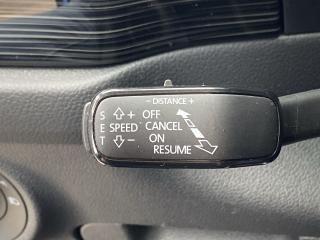 − DISTANCE +
S ⇧+ OFF
E SPEED CANCEL
T ⇩− ON
RESUME